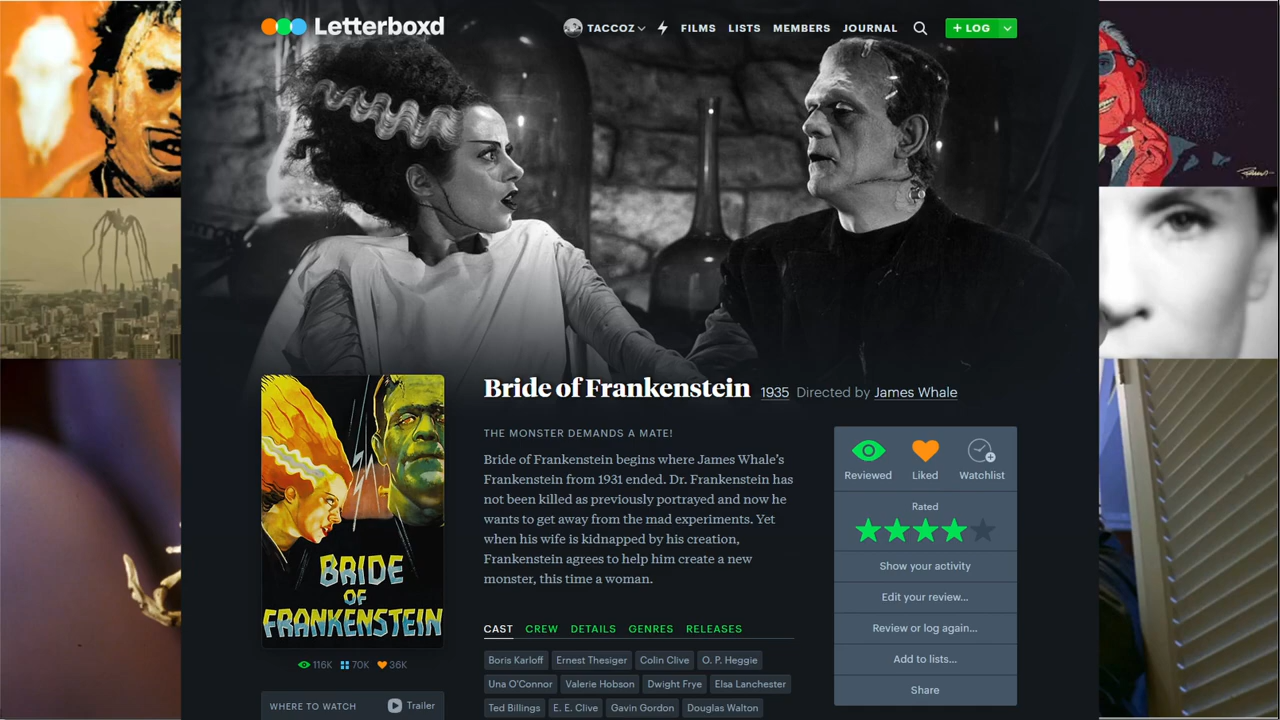 Letterboxd
TACCOZ FILMS LISTS MEMBERS JOURNAL + LOG
Bride of Frankenstein 1935 Directed by James Whale
THE MONSTER DEMANDS A MATE!
Bride of Frankenstein begins where James Whale's
Frankenstein from 1931 ended. Dr. Frankenstein has
not been killed as previously portrayed and now he
wants to get away from the mad experiments. Yet
when his wife is kidnapped by his creation,
Frankenstein agrees to help him create a new
monster, this time a woman.
CAST CREW DETAILS GENRES RELEASES
Boris Karloff Ernest Thesiger Colin Clive O. P. Heggie
Una O'Connor Valerie Hobson Dwight Frye Elsa Lanchester
Ted Billings E. E. Clive Gavin Gordon Douglas Walton
Reviewed Liked Watchlist
Rated
Show your activity
Edit your review...
Review or log again...
Add to lists...
Share
BRIDE
OF
FRANKENSTEIN
116K 70K 36K
WHERE TO WATCH Trailer